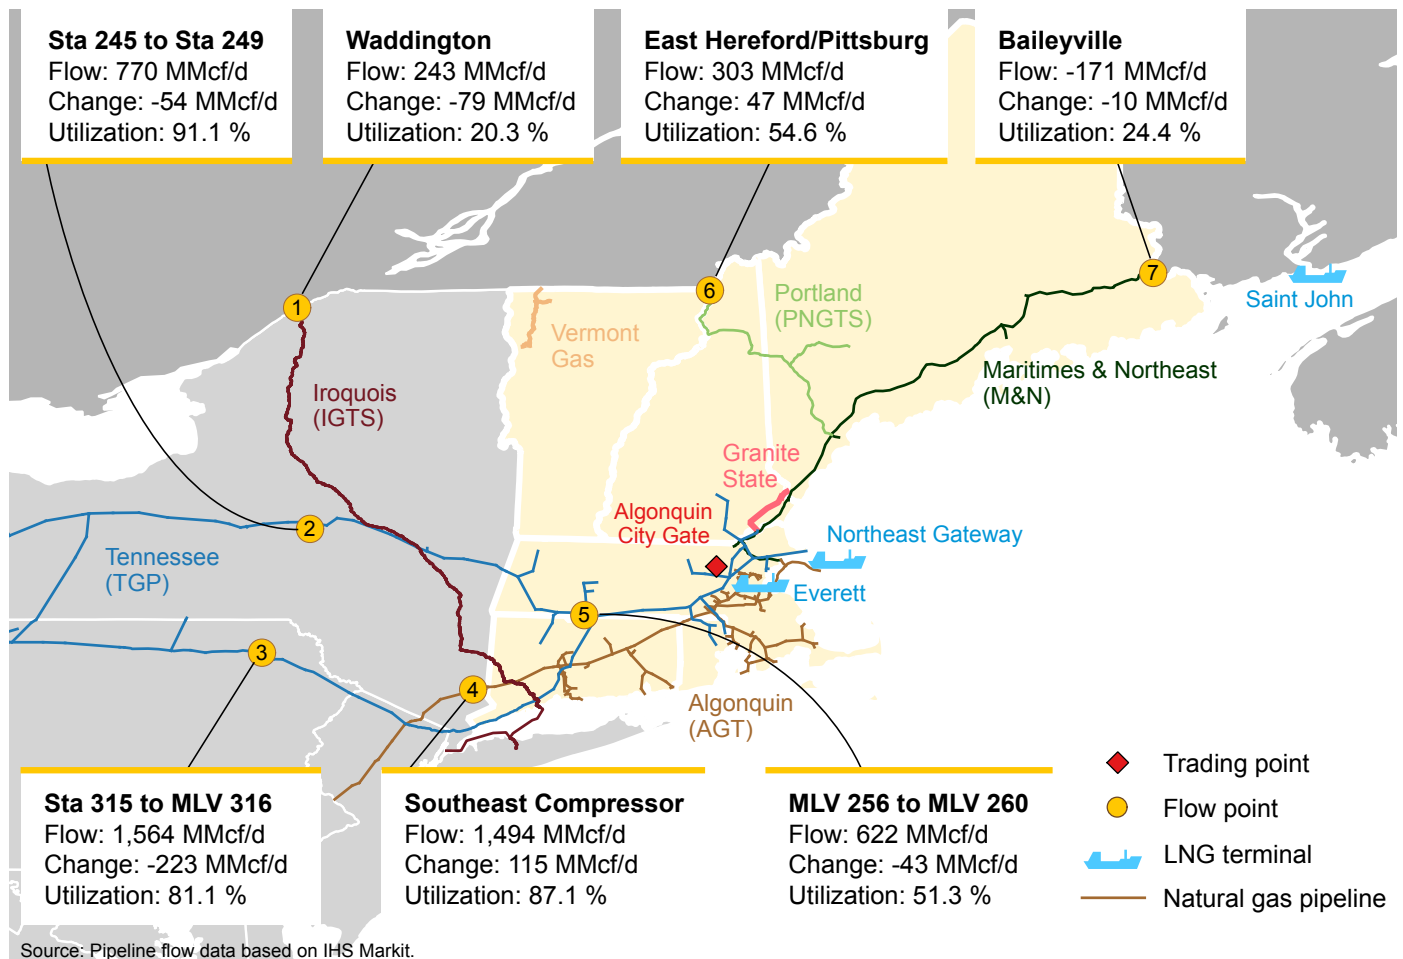 Sta 245 to Sta 249
Flow: 770 MMcf/d
Change: -54 MMcf/d
Utilization: 91.1 %
Waddington
Flow: 243 MMcf/d
Change: -79 MMcf/d
Utilization: 20.3 %
East Hereford/Pittsburg
Flow: 303 MMcf/d
Change: 47 MMcf/d
Utilization: 54.6 %
Baileyville
Flow: -171 MMcf/d
Change: -10 MMcf/d
Utilization: 24.4 %
1
6
7
Saint John
Portland
(PNGTS)
Vermont
Gas
Iroquois
(IGTS)
Maritimes & Northeast
(M&N)
Granite
State
Algonquin
City Gate
2
Northeast Gateway
Tennessee
(TGP)
Everett
5
3
4
Algonquin
(AGT)
Sta 315 to MLV 316
Flow: 1,564 MMcf/d
Change: -223 MMcf/d
Utilization: 81.1 %
Southeast Compressor
Flow: 1,494 MMcf/d
Change: 115 MMcf/d
Utilization: 87.1 %
MLV 256 to MLV 260
Flow: 622 MMcf/d
Change: -43 MMcf/d
Utilization: 51.3 %
Trading point
Flow point
LNG terminal
Natural gas pipeline
Source: Pipeline flow data based on IHS Markit.